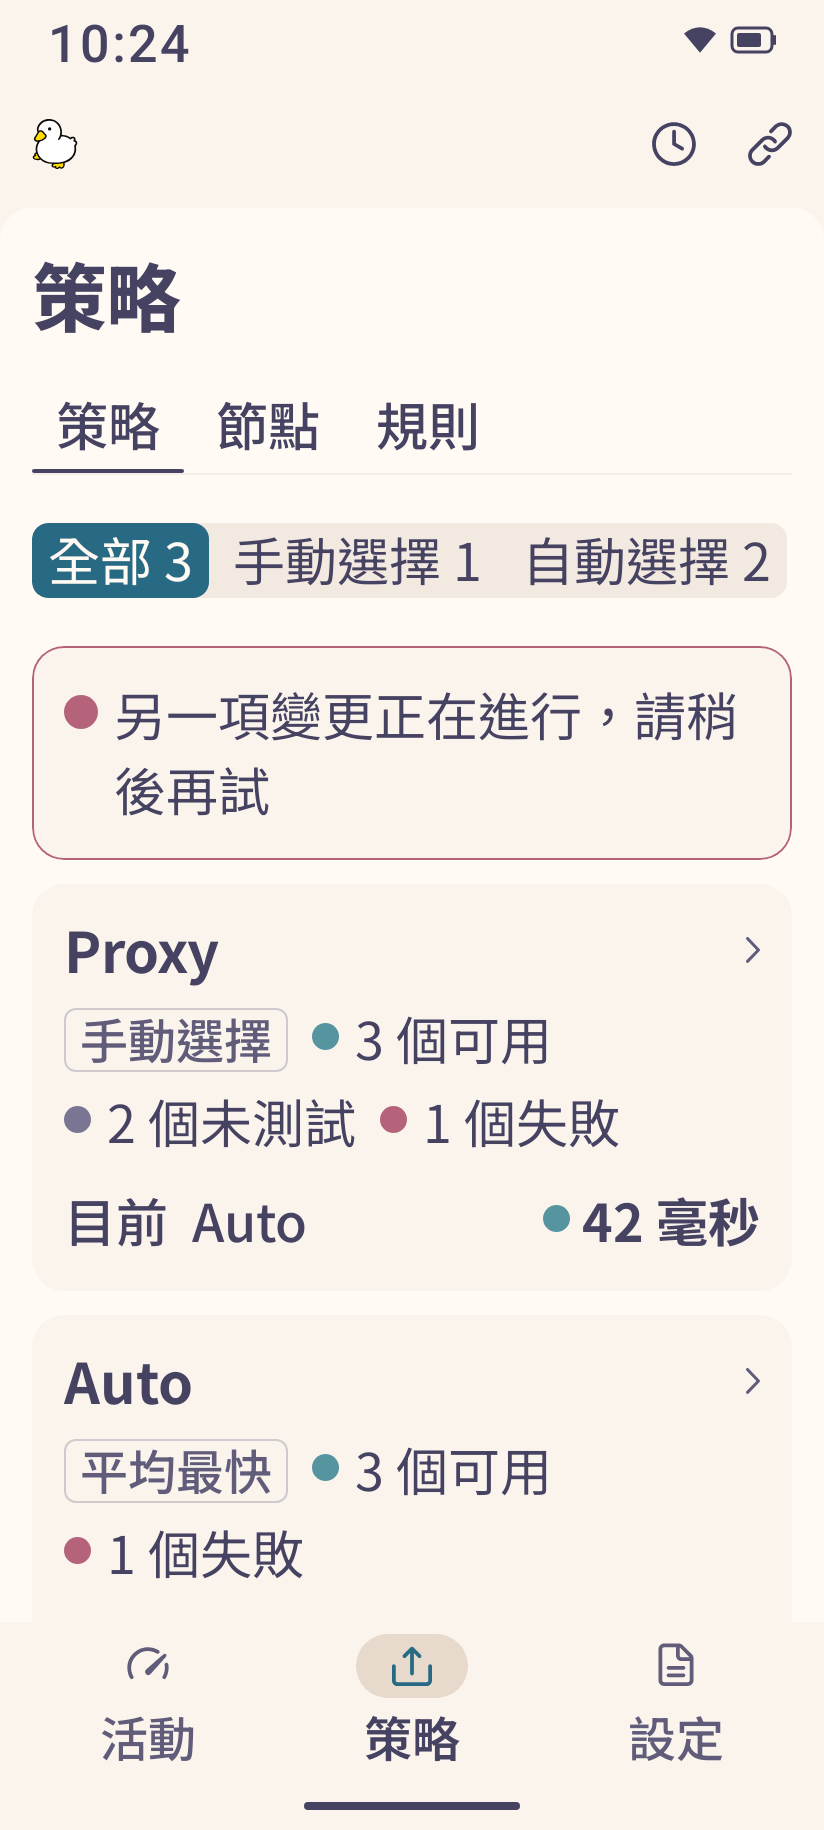 10:24
策略
策略 節點 規則
全部 3 手動選擇 1 自動選擇 2
另一項變更正在進行，請稍
後再試
Proxy
手動選擇 3 個可用
2 個未測試 1 個失敗
目前 Auto 42 毫秒
Auto
平均最快 3 個可用
1 個失敗
活動 策略 設定